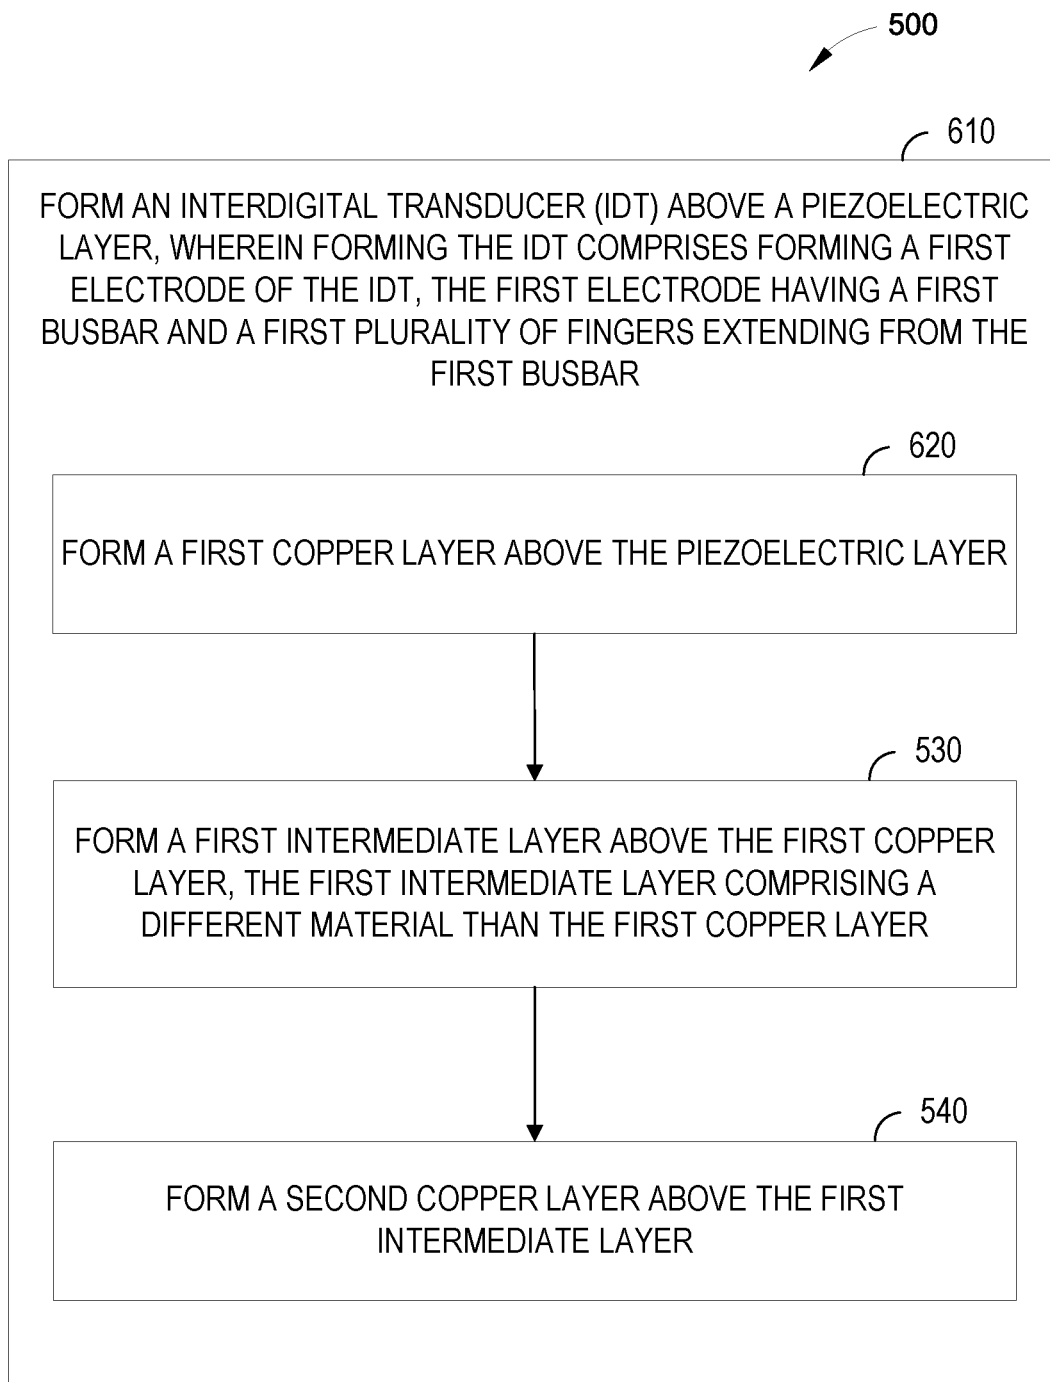 500
610
FORM AN INTERDIGITAL TRANSDUCER (IDT) ABOVE A PIEZOELECTRIC
LAYER, WHEREIN FORMING THE IDT COMPRISES FORMING A FIRST
ELECTRODE OF THE IDT, THE FIRST ELECTRODE HAVING A FIRST
BUSBAR AND A FIRST PLURALITY OF FINGERS EXTENDING FROM THE
FIRST BUSBAR
620
FORM A FIRST COPPER LAYER ABOVE THE PIEZOELECTRIC LAYER
530
FORM A FIRST INTERMEDIATE LAYER ABOVE THE FIRST COPPER
LAYER, THE FIRST INTERMEDIATE LAYER COMPRISING A
DIFFERENT MATERIAL THAN THE FIRST COPPER LAYER
540
FORM A SECOND COPPER LAYER ABOVE THE FIRST
INTERMEDIATE LAYER